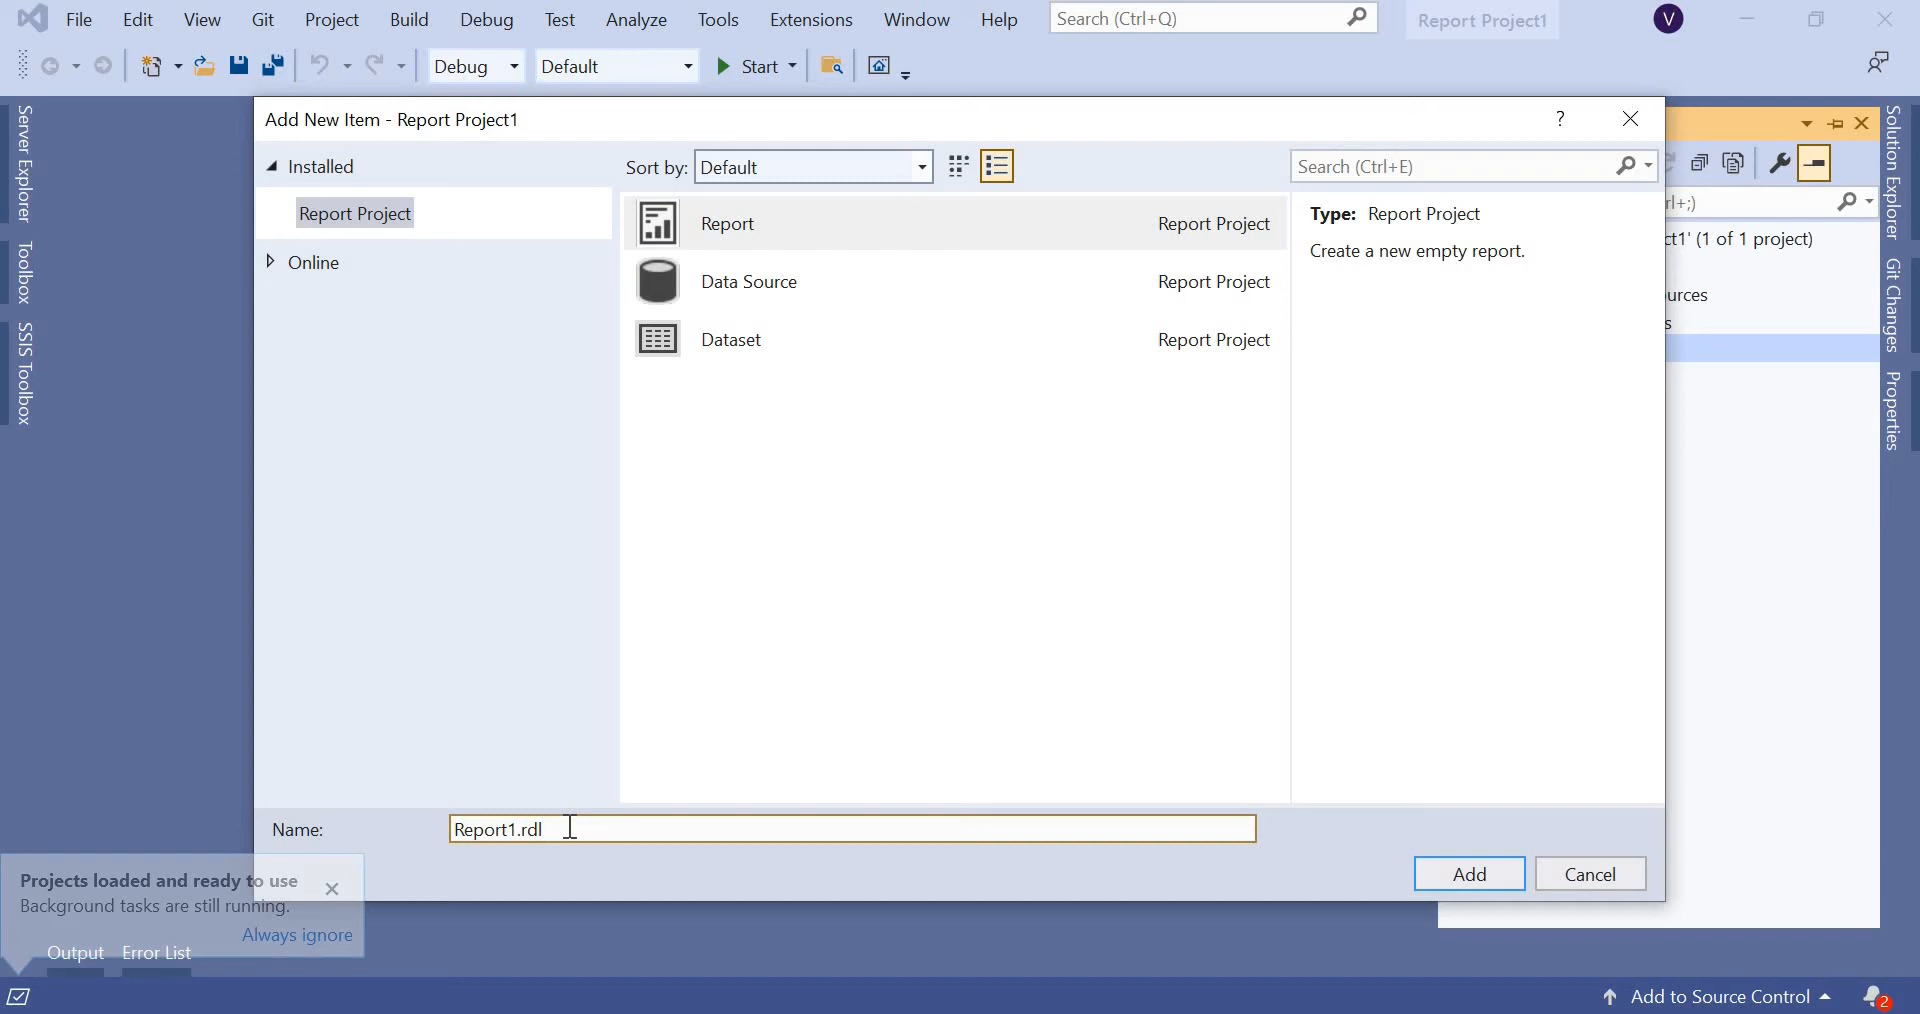 File Edit View Git Project Build Debug Test Analyze Tools Extensions Window Help Search (Ctrl+Q) Report Project1 V
Debug Default Start
Server Explorer
Toolbox
SSIS Toolbox
Add New Item - Report Project1 ?
Installed
Report Project
Online
Sort by: Default
Search (Ctrl+E)
Report Report Project
Data Source Report Project
Dataset Report Project
Type: Report Project
Create a new empty report.
Name: Report1.rdl
Add Cancel
rl+;)
ct1' (1 of 1 project)
urces
s
Solution Explorer
Git Changes
Properties
Projects loaded and ready to use
Background tasks are still running.
Always ignore
Output Error List
Add to Source Control 2